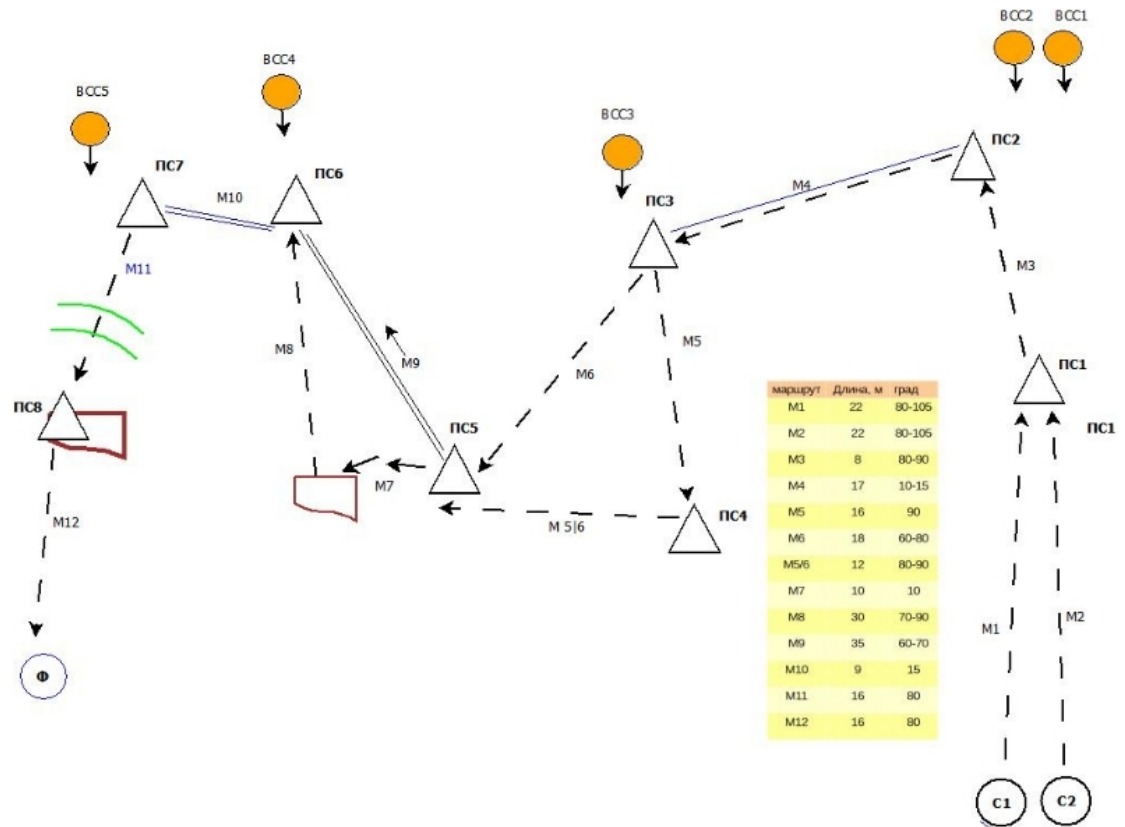 ВСС2 ВСС1
ВСС4
ВСС5
ВСС3
ПС2
ПС7
ПС6
М10
М4
ПС3
М11
М3
М8
М9
М5
М6
ПС1
ПС8
ПС5
ПС1
М7
М12
М 5|6
ПС4
маршрут Длина, м град
М1 22 80-105
М2 22 80-105
М3 8 80-90
М4 17 10-15
М5 16 90
М6 18 60-80
М5/6 12 80-90
М7 10 10
М8 30 70-90
М9 35 60-70
М10 9 15
М11 16 80
М12 16 80
М1
М2
Ф
С1
С2